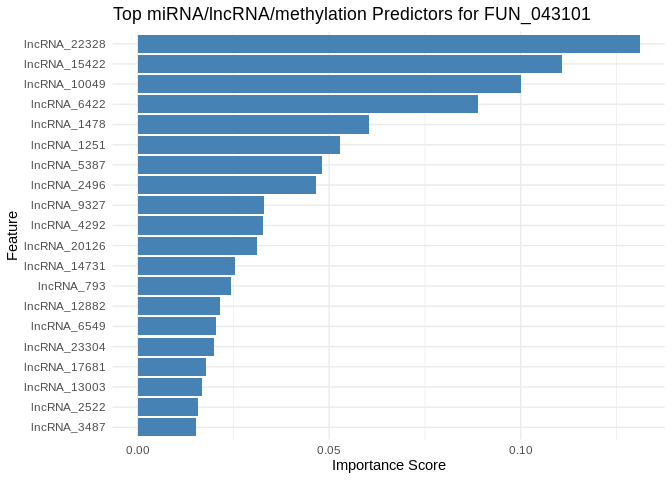 Top miRNA/lncRNA/methylation Predictors for FUN_043101
Feature
lncRNA_22328
lncRNA_15422
lncRNA_10049
lncRNA_6422
lncRNA_1478
lncRNA_1251
lncRNA_5387
lncRNA_2496
lncRNA_9327
lncRNA_4292
lncRNA_20126
lncRNA_14731
lncRNA_793
lncRNA_12882
lncRNA_6549
lncRNA_23304
lncRNA_17681
lncRNA_13003
lncRNA_2522
lncRNA_3487
0.00 0.05 0.10
Importance Score